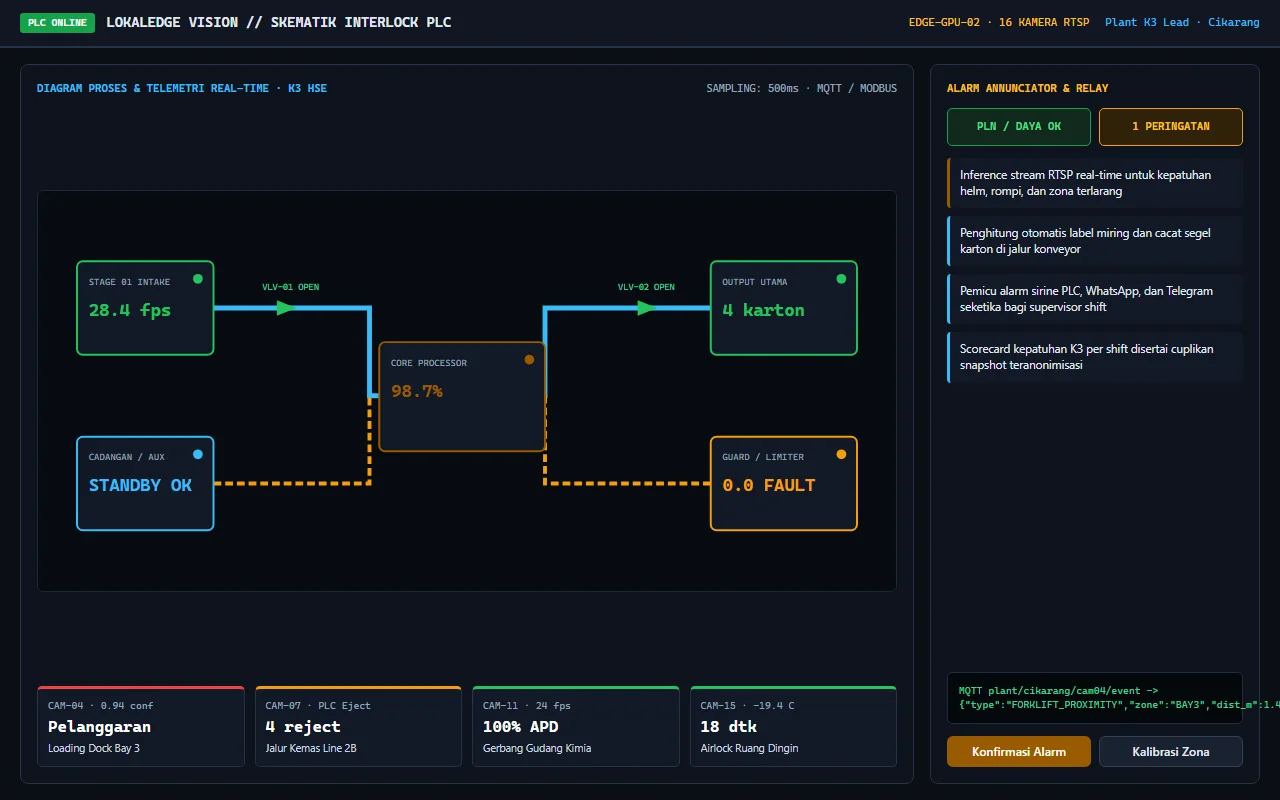 PLC ONLINE
LOKALEDGE VISION // SKEMATIK INTERLOCK PLC
EDGE-GPU-02 · 16 KAMERA RTSP
Plant K3 Lead · Cikarang
DIAGRAM PROSES & TELEMETRI REAL-TIME · K3 HSE
SAMPLING: 500ms · MQTT / MODBUS
STAGE 01 INTAKE
28.4 fps
VLV-01 OPEN
VLV-02 OPEN
OUTPUT UTAMA
4 karton
CORE PROCESSOR
98.7%
CADANGAN / AUX
STANDBY OK
GUARD / LIMITER
0.0 FAULT
CAM-04 · 0.94 conf
Pelanggaran
Loading Dock Bay 3
CAM-07 · PLC Eject
4 reject
Jalur Kemas Line 2B
CAM-11 · 24 fps
100% APD
Gerbang Gudang Kimia
CAM-15 · -19.4 C
18 dtk
Airlock Ruang Dingin
ALARM ANNUNCIATOR & RELAY
PLN / DAYA OK
1 PERINGATAN
Inference stream RTSP real-time untuk kepatuhan
helm, rompi, dan zona terlarang
Penghitung otomatis label miring dan cacat segel
karton di jalur konveyor
Pemicu alarm sirine PLC, WhatsApp, dan Telegram
seketika bagi supervisor shift
Scorecard kepatuhan K3 per shift disertai cuplikan
snapshot teranonimisasi
MQTT plant/cikarang/cam04/event ->
{"type":"FORKLIFT_PROXIMITY","zone":"BAY3","dist_m":1.4
Konfirmasi Alarm
Kalibrasi Zona